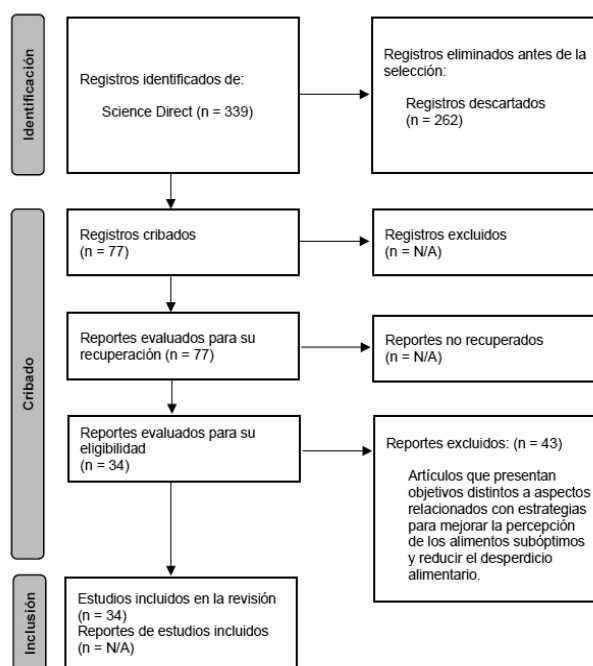 Identificación
Registros identificados de:
Science Direct (n = 339)
Registros eliminados antes de la
selección:
Registros descartados
(n = 262)
Cribado
Registros cribados
(n = 77)
Registros excluidos
(n = N/A)
Reportes evaluados para su
recuperación (n = 77)
Reportes no recuperados
(n = N/A)
Reportes evaluados para su
eligibilidad
(n = 34)
Reportes excluidos: (n = 43)
Artículos que presentan
objetivos distintos a aspectos
relacionados con estrategias
para mejorar la percepción
de los alimentos subóptimos
y reducir el desperdicio
alimentario.
Inclusión
Estudios incluidos en la revisión
(n = 34)
Reportes de estudios incluidos
(n = N/A)